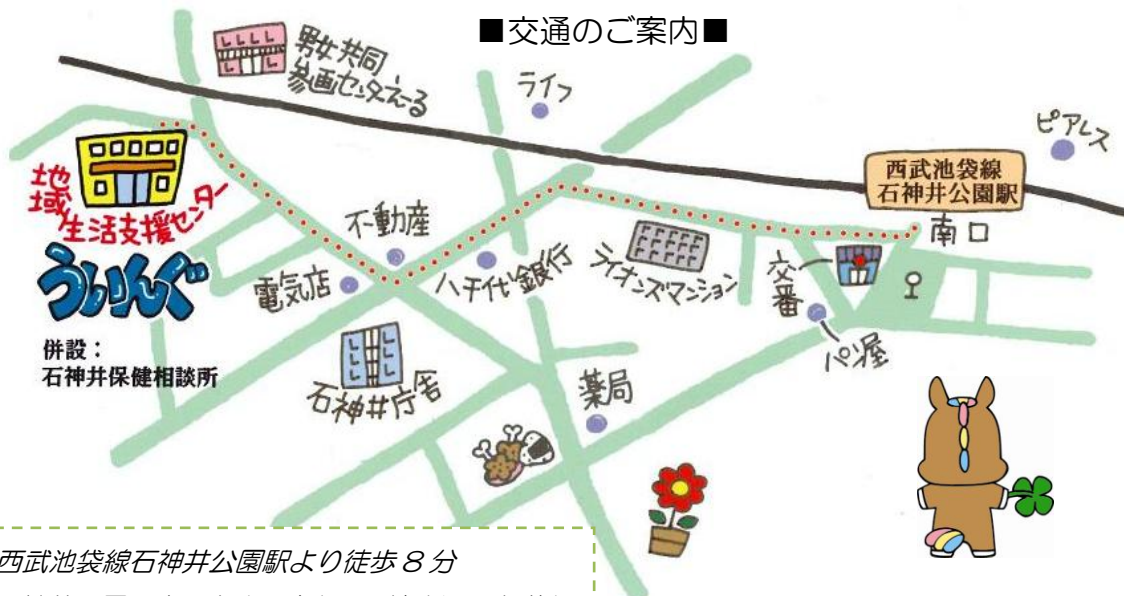 ■交通のご案内■
男女共同
参画センターえーる
ライフ
ピアレス
西武池袋線
石神井公園駅
南口
地域
生活支援センター
ういんぐ
併設：
石神井保健相談所
不動産
電気店
八千代銀行
ライオンズマンション
交番
パン屋
石神井庁舎
薬局
西武池袋線石神井公園駅より徒歩８分